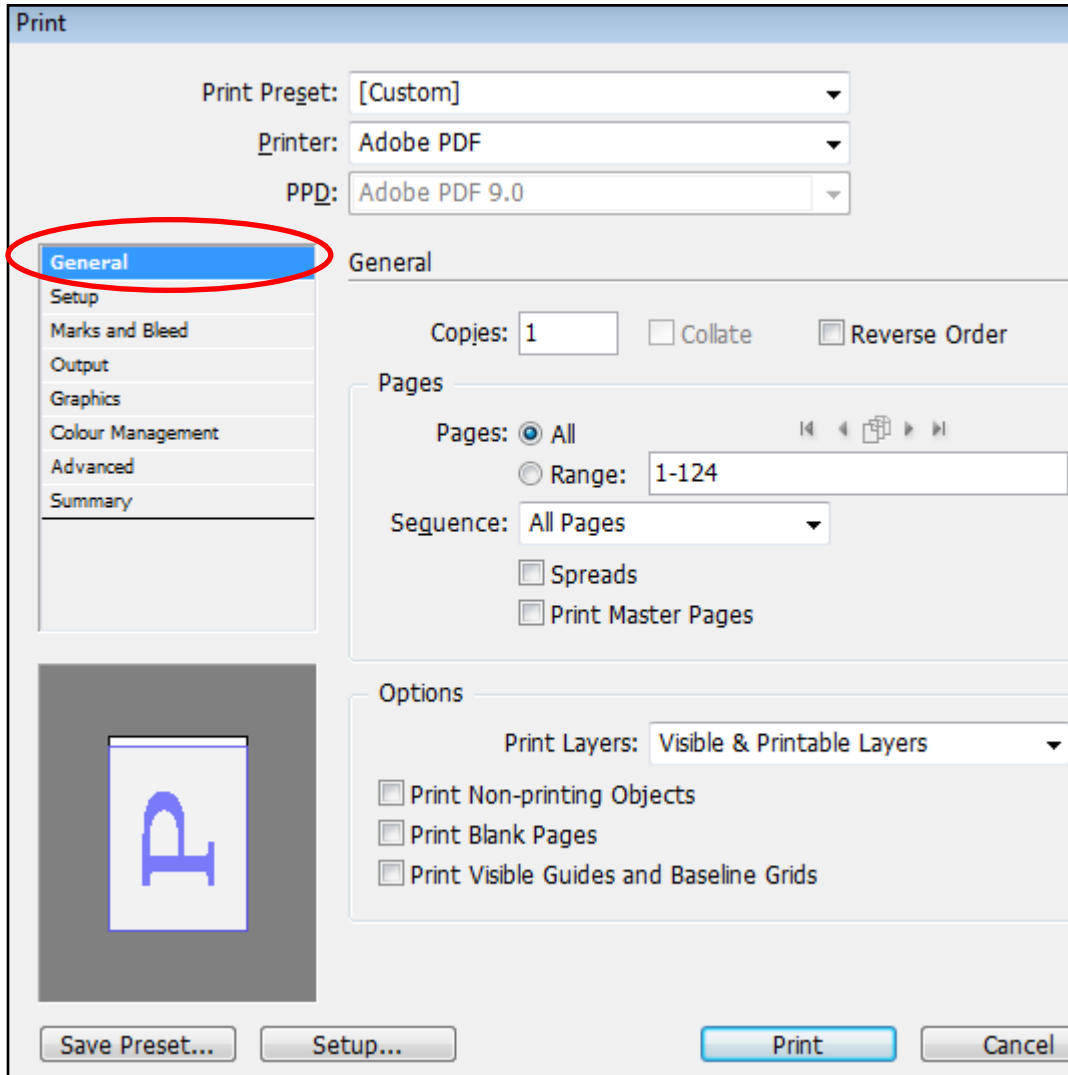 Print
Print Preset: [Custom]
Printer: Adobe PDF
PPD: Adobe PDF 9.0
General
Setup
Marks and Bleed
Output
Graphics
Colour Management
Advanced
Summary
General
Copies: 1 Collate Reverse Order
Pages
Pages: All
Range: 1-124
Sequence: All Pages
Spreads
Print Master Pages
Options
Print Layers: Visible & Printable Layers
Print Non-printing Objects
Print Blank Pages
Print Visible Guides and Baseline Grids
P
Save Preset... Setup... Print Cancel